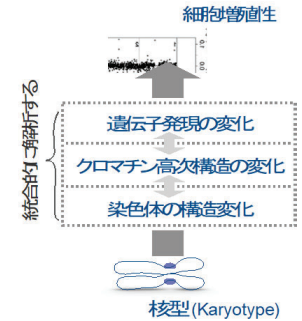 細胞増殖性
統合的に解析する
遺伝子発現の変化
クロマチン高次構造の変化
染色体の構造変化
核型(Karyotype)